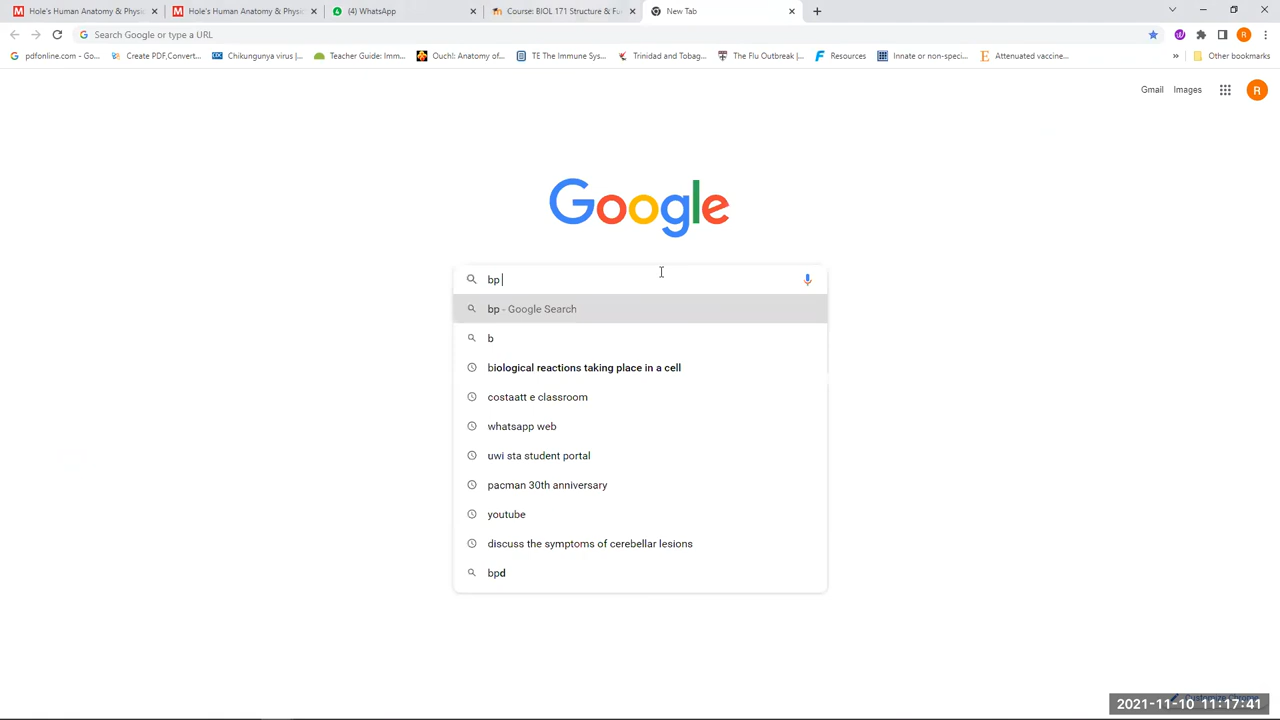 Hole's Human Anatomy & Physi
Hole's Human Anatomy & Physi
(4) WhatsApp
Course: BIOL 171 Structure & Fu
New Tab
Search Google or type a URL
R
pdfonline.com - Go...
Create PDF,Convert...
Chikungunya virus |...
Teacher Guide: Imm...
Ouch!: Anatomy of...
TE The Immune Sys...
Trinidad and Tobag...
The Flu Outbreak |...
Resources
Innate or non-speci...
Attenuated vaccine...
»
Other bookmarks
Gmail
Images
R
Google
bp
bp - Google Search
b
biological reactions taking place in a cell
costaatt e classroom
whatsapp web
uwi sta student portal
pacman 30th anniversary
youtube
discuss the symptoms of cerebellar lesions
bpd
Customize Chrome
2021-11-10 11:17:41